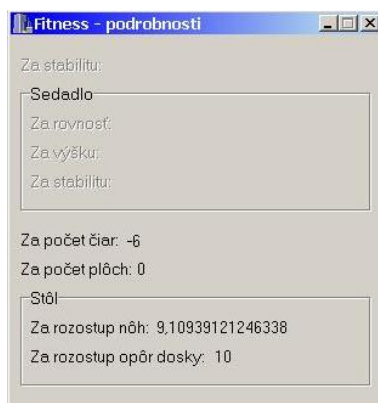 Fitness - podrobnosti
Za stabilitu:
Sedadlo
Za rovnosť:
Za výšku:
Za stabilitu:
Za počet čiar: -6
Za počet plôch: 0
Stôl
Za rozostup nôh: 9,10939121246338
Za rozostup opôr dosky: 10